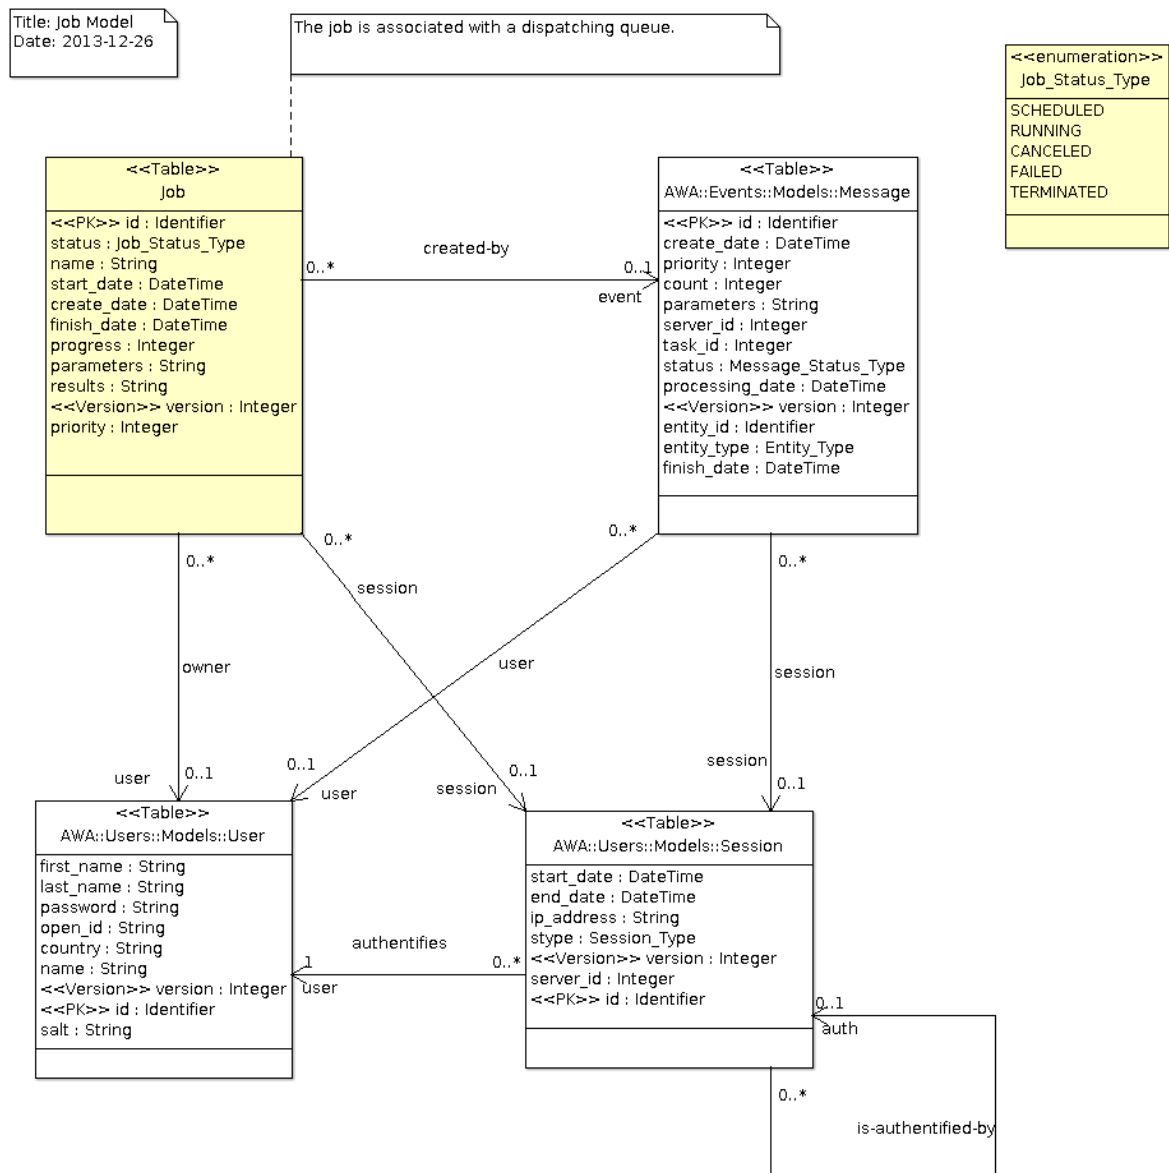 Title: Job Model
Date: 2013-12-26
The job is associated with a dispatching queue.
<<enumeration>>
Job_Status_Type
SCHEDULED
RUNNING
CANCELED
FAILED
TERMINATED
<<Table>>
Job
<<PK>> id : Identifier
status : Job_Status_Type
name : String
start_date : DateTime
create_date : DateTime
finish_date : DateTime
progress : Integer
parameters : String
results : String
<<Version>> version : Integer
priority : Integer
created-by
0..*
0..1
event
<<Table>>
AWA::Events::Models::Message
<<PK>> id : Identifier
create_date : DateTime
priority : Integer
count : Integer
parameters : String
server_id : Integer
task_id : Integer
status : Message_Status_Type
processing_date : DateTime
<<Version>> version : Integer
entity_id : Identifier
entity_type : Entity_Type
finish_date : DateTime
0..*
owner
user
0..1
0..*
session
session
0..1
0..*
user
0..1
user
0..*
session
session
0..1
<<Table>>
AWA::Users::Models::User
first_name : String
last_name : String
password : String
open_id : String
country : String
name : String
<<Version>> version : Integer
<<PK>> id : Identifier
salt : String
authentifies
1
0..*
user
<<Table>>
AWA::Users::Models::Session
start_date : DateTime
end_date : DateTime
ip_address : String
stype : Session_Type
<<Version>> version : Integer
server_id : Integer
<<PK>> id : Identifier
0..1
auth
0..*
is-authentified-by